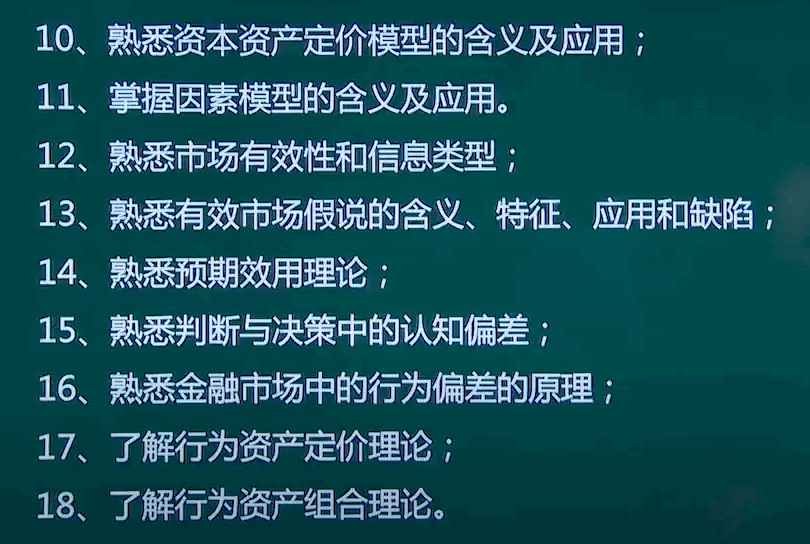 10、熟悉资本资产定价模型的含义及应用；
11、掌握因素模型的含义及应用。
12、熟悉市场有效性和信息类型；
13、熟悉有效市场假说的含义、特征、应用和缺陷；
14、熟悉预期效用理论；
15、熟悉判断与决策中的认知偏差；
16、熟悉金融市场中的行为偏差的原理；
17、了解行为资产定价理论；
18、了解行为资产组合理论。